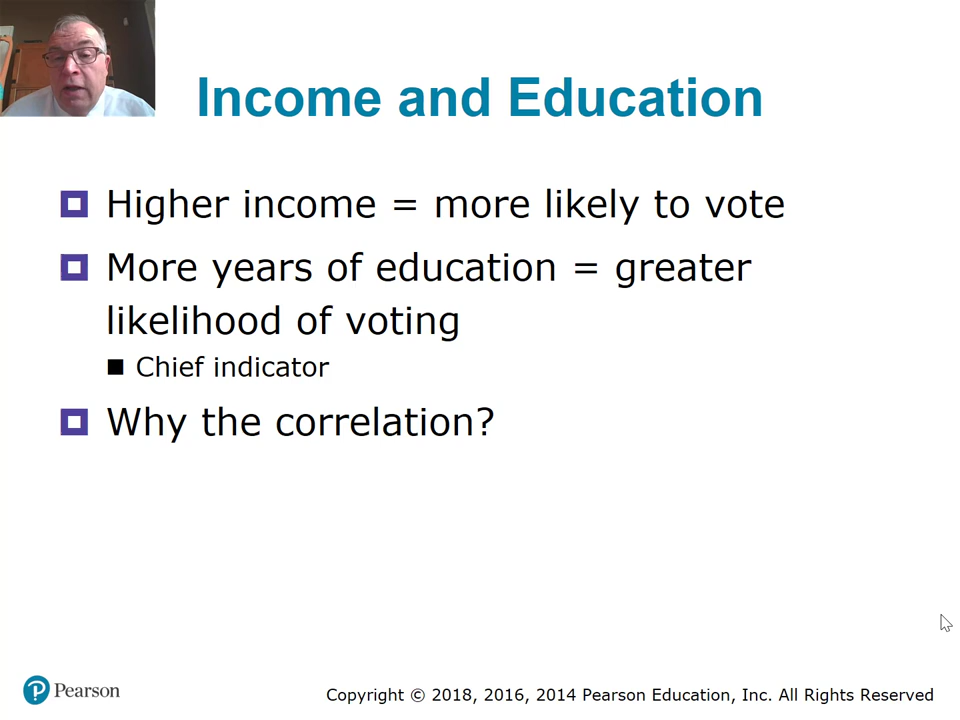 Income and Education
Higher income = more likely to vote
More years of education = greater
likelihood of voting
Chief indicator
Why the correlation?
Pearson
Copyright © 2018, 2016, 2014 Pearson Education, Inc. All Rights Reserved